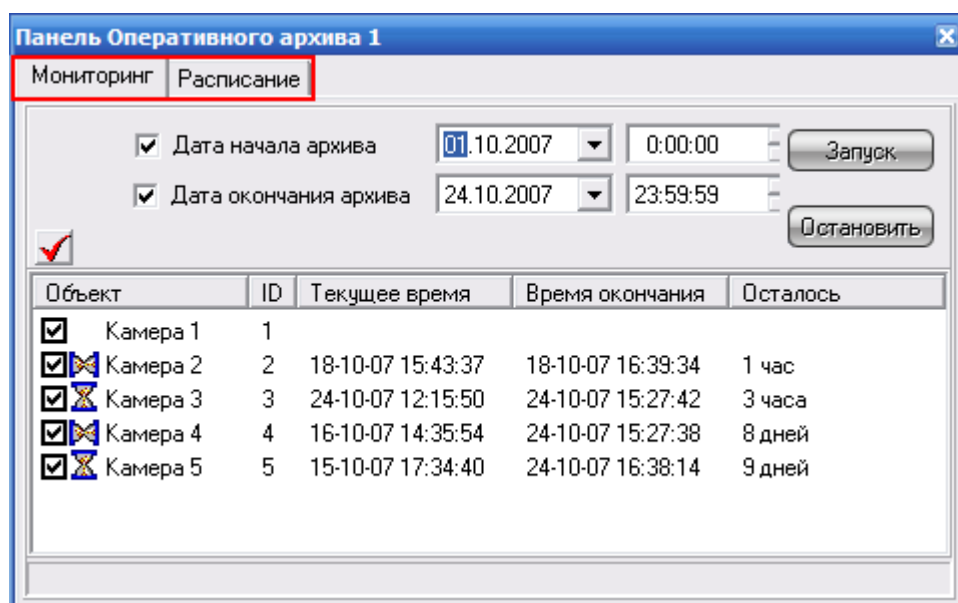 Панель Оперативного архива 1
Мониторинг Расписание
Дата начала архива 01.10.2007 0:00:00 Запуск
Дата окончания архива 24.10.2007 23:59:59
Остановить
Объект ID Текущее время Время окончания Осталось
Камера 1 1
Камера 2 2 18-10-07 15:43:37 18-10-07 16:39:34 1 час
Камера 3 3 24-10-07 12:15:50 24-10-07 15:27:42 3 часа
Камера 4 4 16-10-07 14:35:54 24-10-07 15:27:38 8 дней
Камера 5 5 15-10-07 17:34:40 24-10-07 16:38:14 9 дней